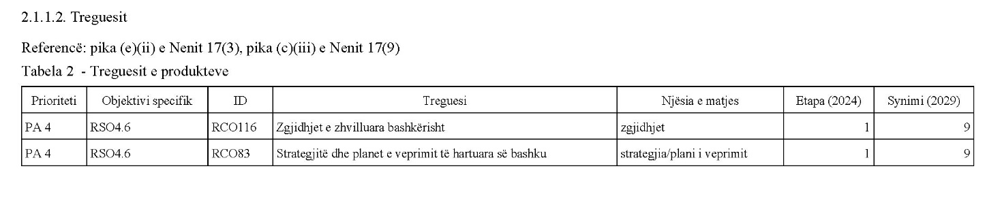 2.1.1.2. Treguesit
Referencë: pika (e)(ii) e Nenit 17(3), pika (c)(iii) e Nenit 17(9)
Tabela 2 - Treguesit e produkteve
Prioriteti Objektivi specifik ID Treguesi Njësia e matjes Etapa (2024) Synimi (2029)
PA 4 RSO4.6 RCO116 Zgjidhjet e zhvilluara bashkërisht zgjidhjet 1 9
PA 4 RSO4.6 RCO83 Strategjitë dhe planet e veprimit të hartuara së bashku strategjia/plani i veprimit 1 9